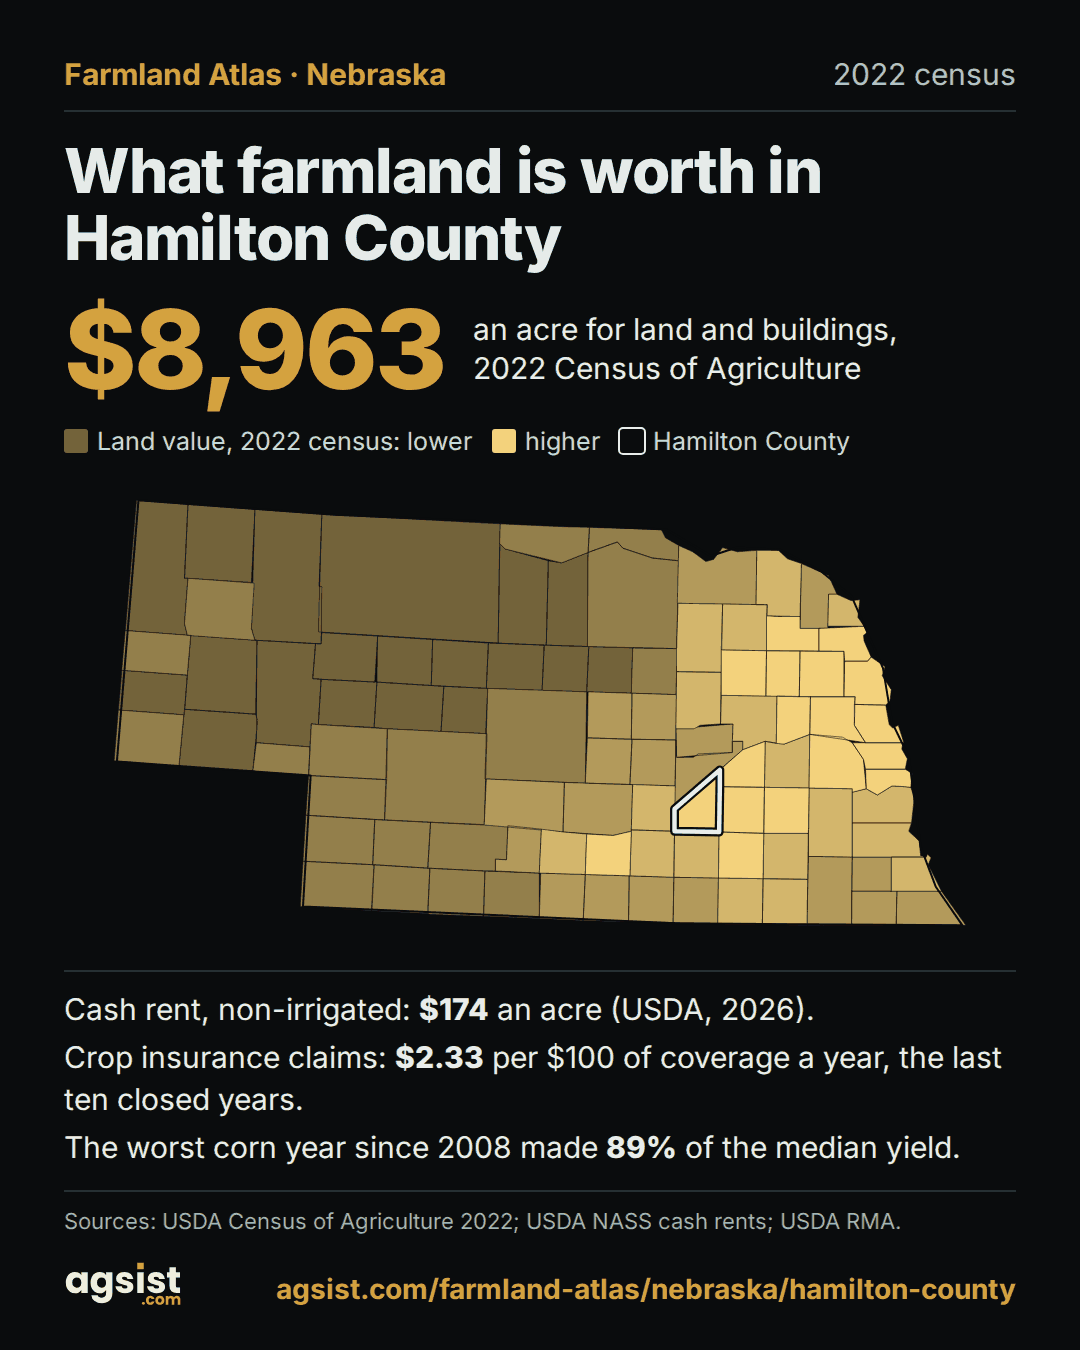 Farmland Atlas · Nebraska
2022 census
What farmland is worth in
Hamilton County
$8,963
an acre for land and buildings,
2022 Census of Agriculture
Land value, 2022 census: lower
higher
Hamilton County
Cash rent, non-irrigated: $174 an acre (USDA, 2026).
Crop insurance claims: $2.33 per $100 of coverage a year, the last
ten closed years.
The worst corn year since 2008 made 89% of the median yield.
Sources: USDA Census of Agriculture 2022; USDA NASS cash rents; USDA RMA.
agsist
.com
agsist.com/farmland-atlas/nebraska/hamilton-county